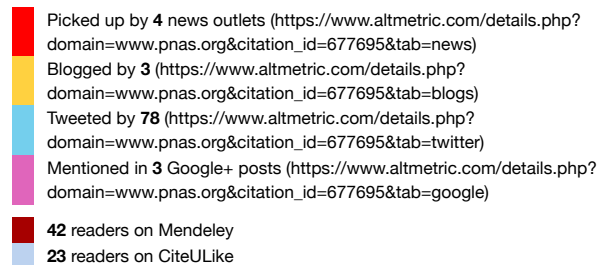 Picked up by 4 news outlets (https://www.altmetric.com/details.php?
domain=www.pnas.org&citation_id=677695&tab=news)
Blogged by 3 (https://www.altmetric.com/details.php?
domain=www.pnas.org&citation_id=677695&tab=blogs)
Tweeted by 78 (https://www.altmetric.com/details.php?
domain=www.pnas.org&citation_id=677695&tab=twitter)
Mentioned in 3 Google+ posts (https://www.altmetric.com/details.php?
domain=www.pnas.org&citation_id=677695&tab=google)
42 readers on Mendeley
23 readers on CiteULike